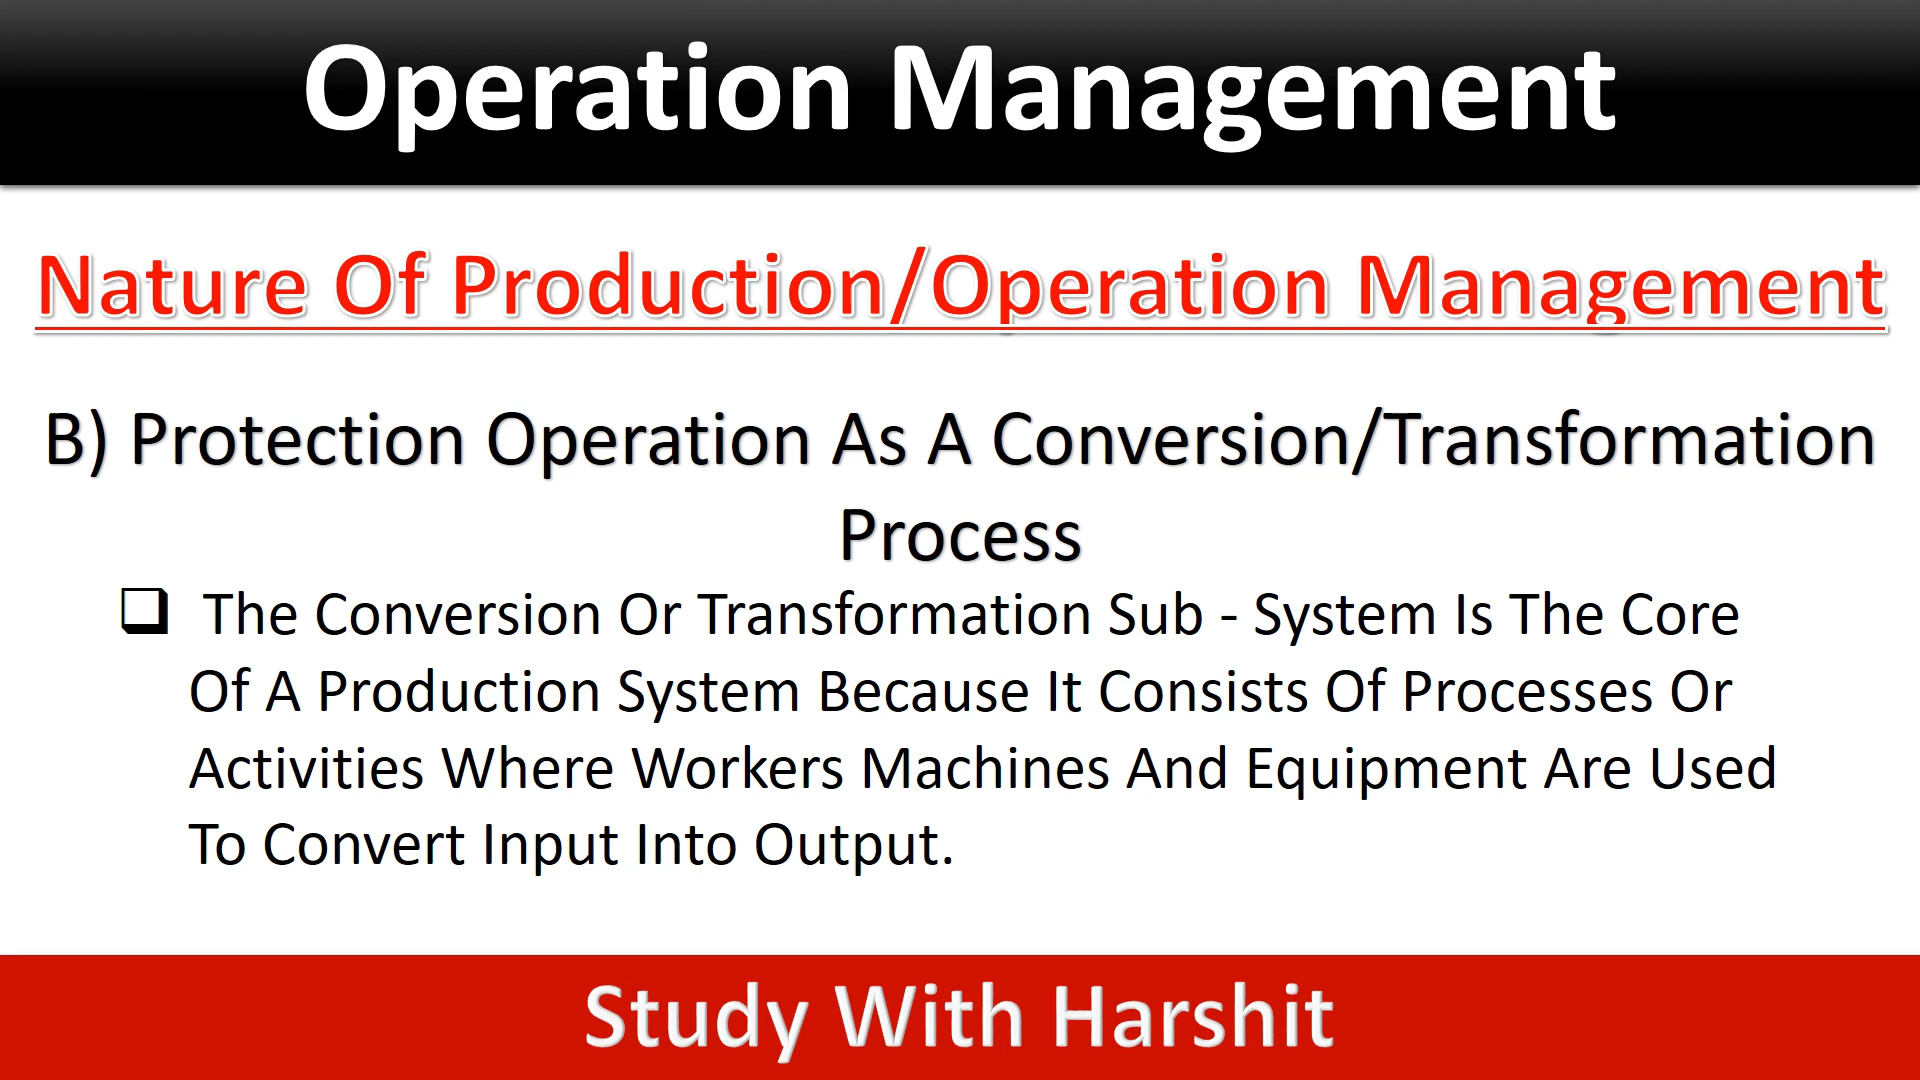 Operation Management
Nature Of Production/Operation Management
B) Protection Operation As A Conversion/Transformation
Process
❑ The Conversion Or Transformation Sub - System Is The Core
Of A Production System Because It Consists Of Processes Or
Activities Where Workers Machines And Equipment Are Used
To Convert Input Into Output.
Study With Harshit